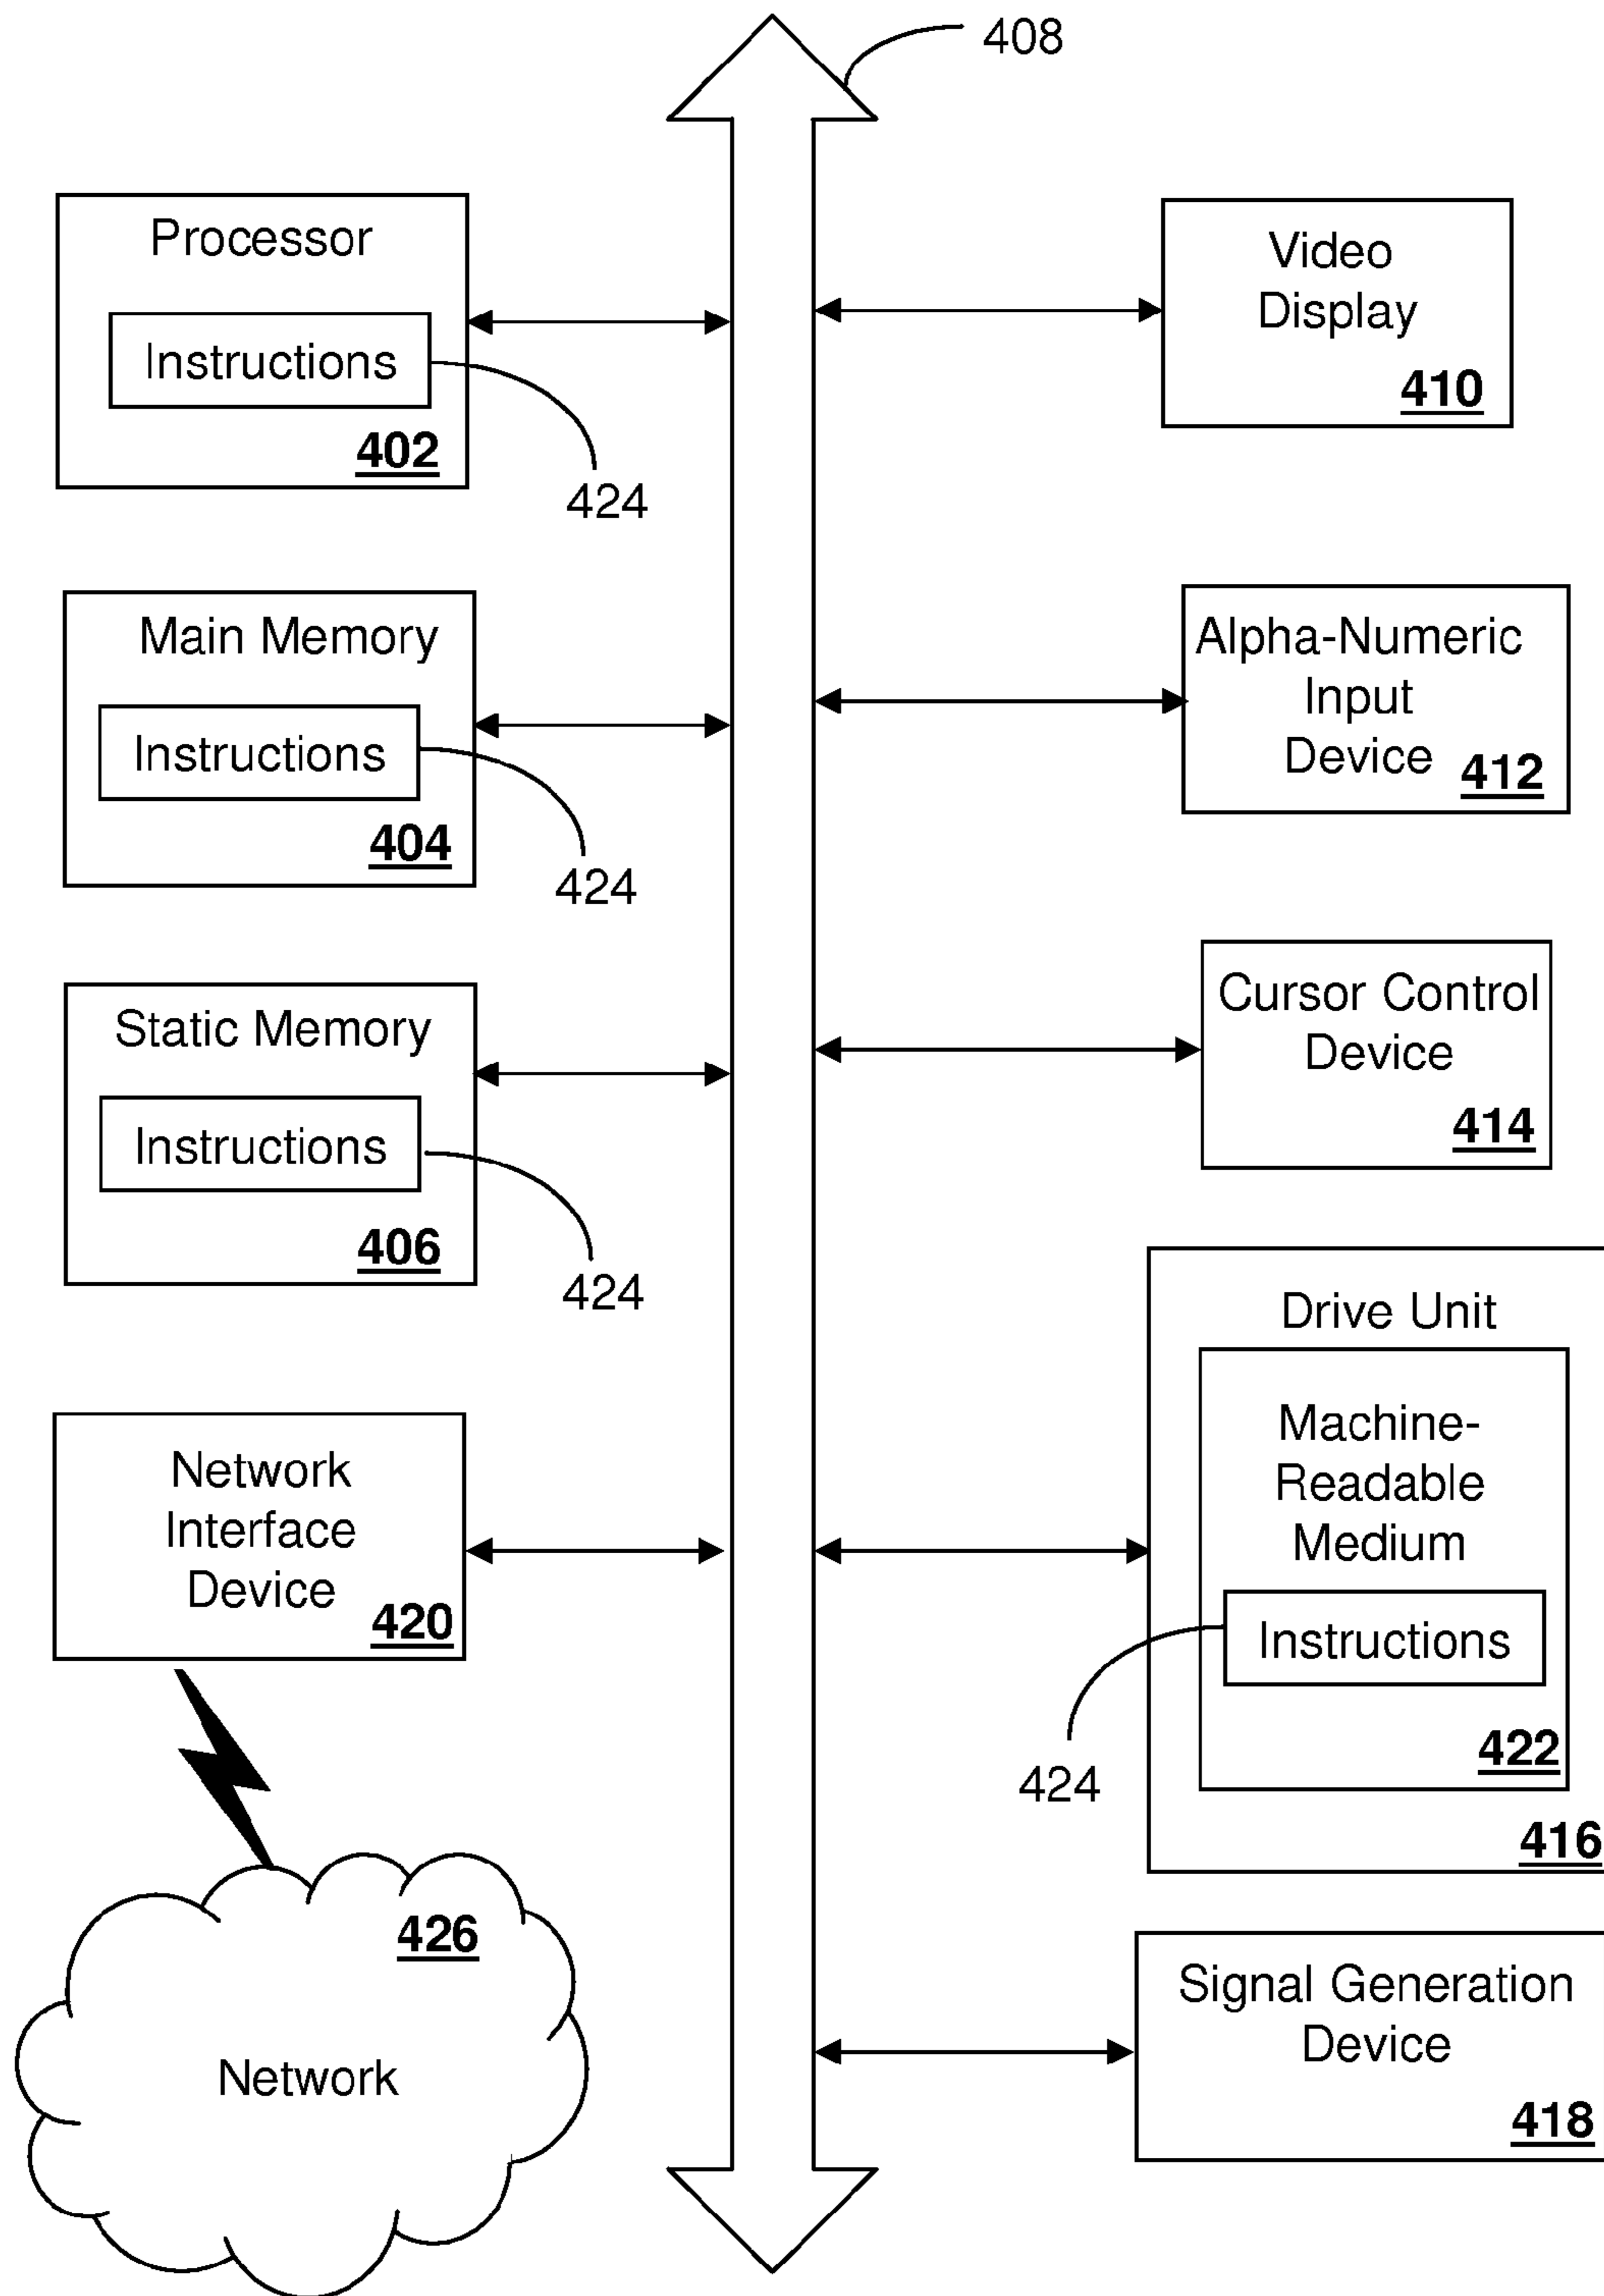 408
Processor
Instructions
402
424
Main Memory
Instructions
404
424
Static Memory
Instructions
406
424
Network
Interface
Device
420
426
Network
Video
Display
410
Alpha-Numeric
Input
Device
412
Cursor Control
Device
414
Drive Unit
Machine-
Readable
Medium
Instructions
422
424
416
Signal Generation
Device
418